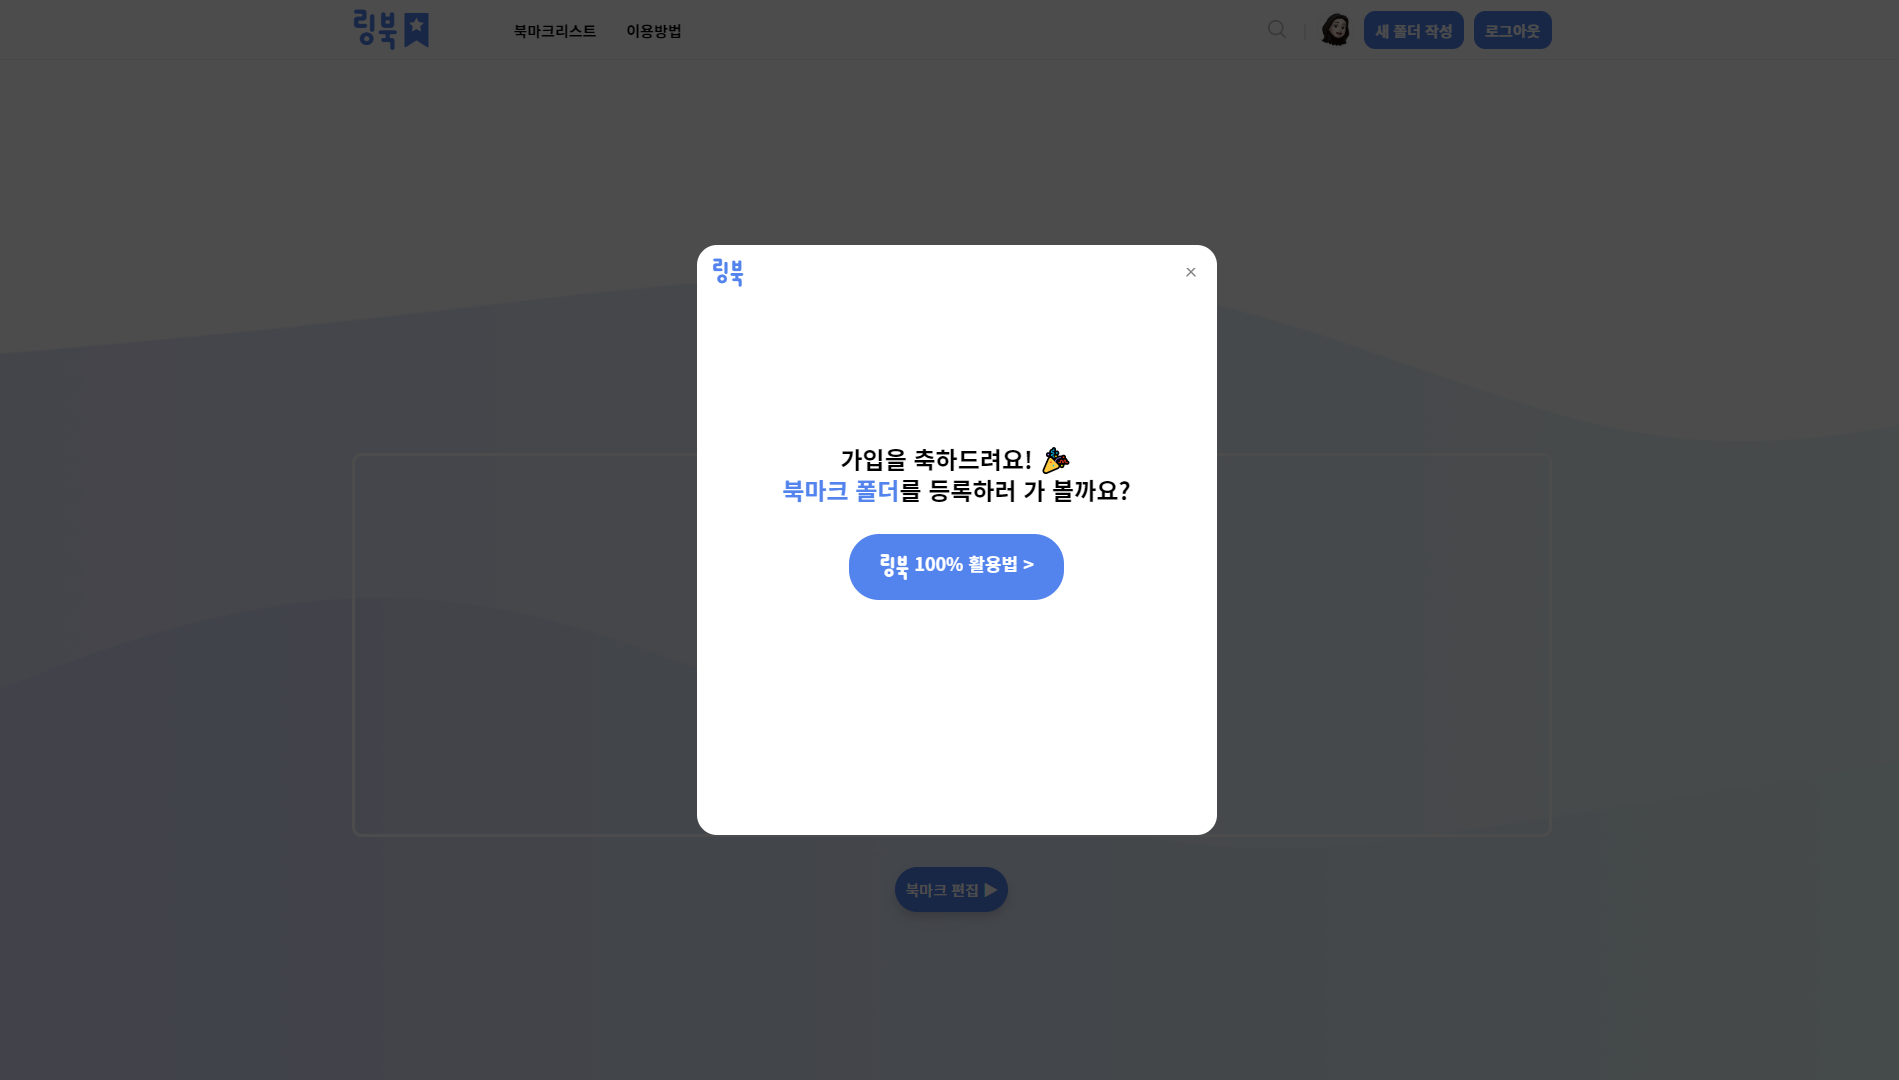 링북
북마크리스트
이용방법
새 폴더 작성
로그아웃
링북
×
가입을 축하드려요! 🎉
북마크 폴더를 등록하러 가 볼까요?
링북 100% 활용법 >
북마크 편집 ▶